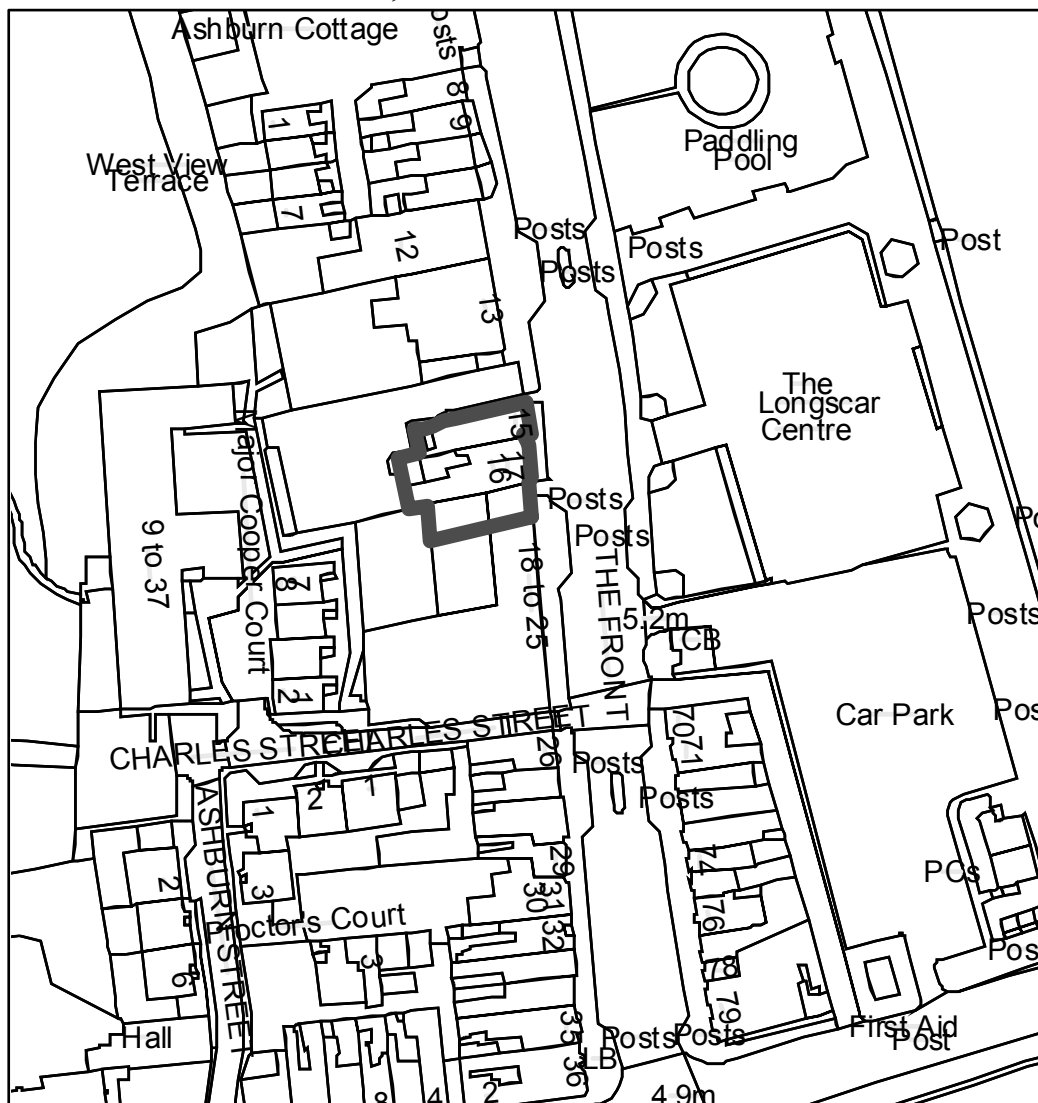 Ashburn Cottage
Posts
8
9
1
7
West View
Terrace
Paddling
Pool
12
Posts
Posts
Posts
Post
13
The
Longscar
Centre
15
17
16
Major Cooper Court
9 to 37
Posts
Posts
18 to 25
THE FRONT
7
8
1
2
5.2m
CB
Posts
CHARLES STREET
CHARLES STREET
26
70
71
Car Park
Posts
Posts
ASHBURN STREET
1
2
1
3
2
6
29
31
30
32
74
76
78
79
PCs
Proctor's Court
3
Hall
35
36
LB
Posts
Posts
First Aid
Post
8
4
2
4.9m